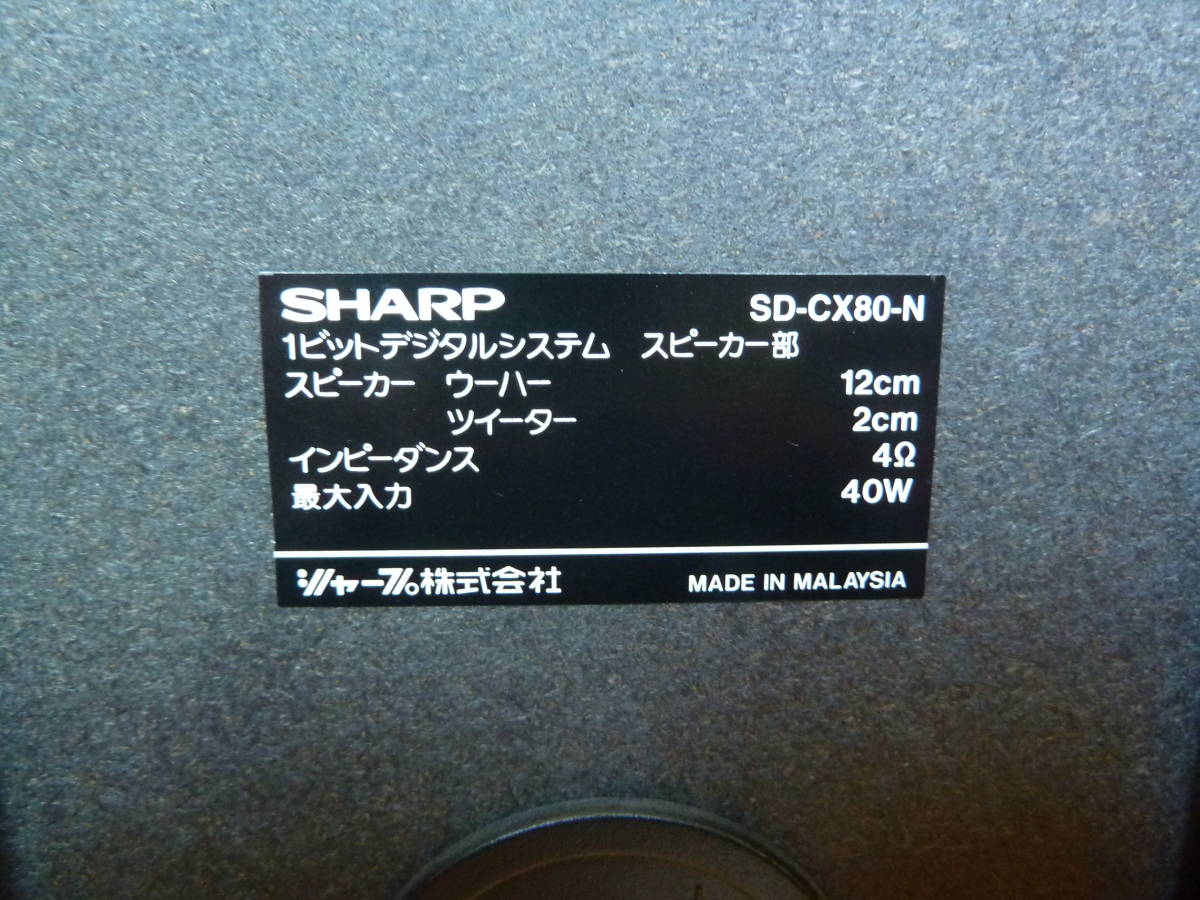 SHARP SD-CX80-N
1ビットデジタルシステム スピーカー部
スピーカー ウーハー 12cm
ツイーター 2cm
インピーダンス 4Ω
最大入力 40W
シャープ株式会社 MADE IN MALAYSIA